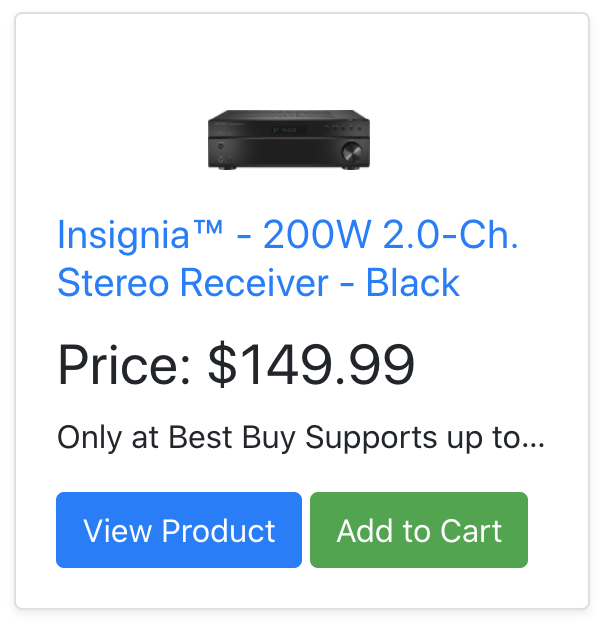 Insignia™ - 200W 2.0-Ch.
Stereo Receiver - Black
Price: $149.99
Only at Best Buy Supports up to...
View Product
Add to Cart